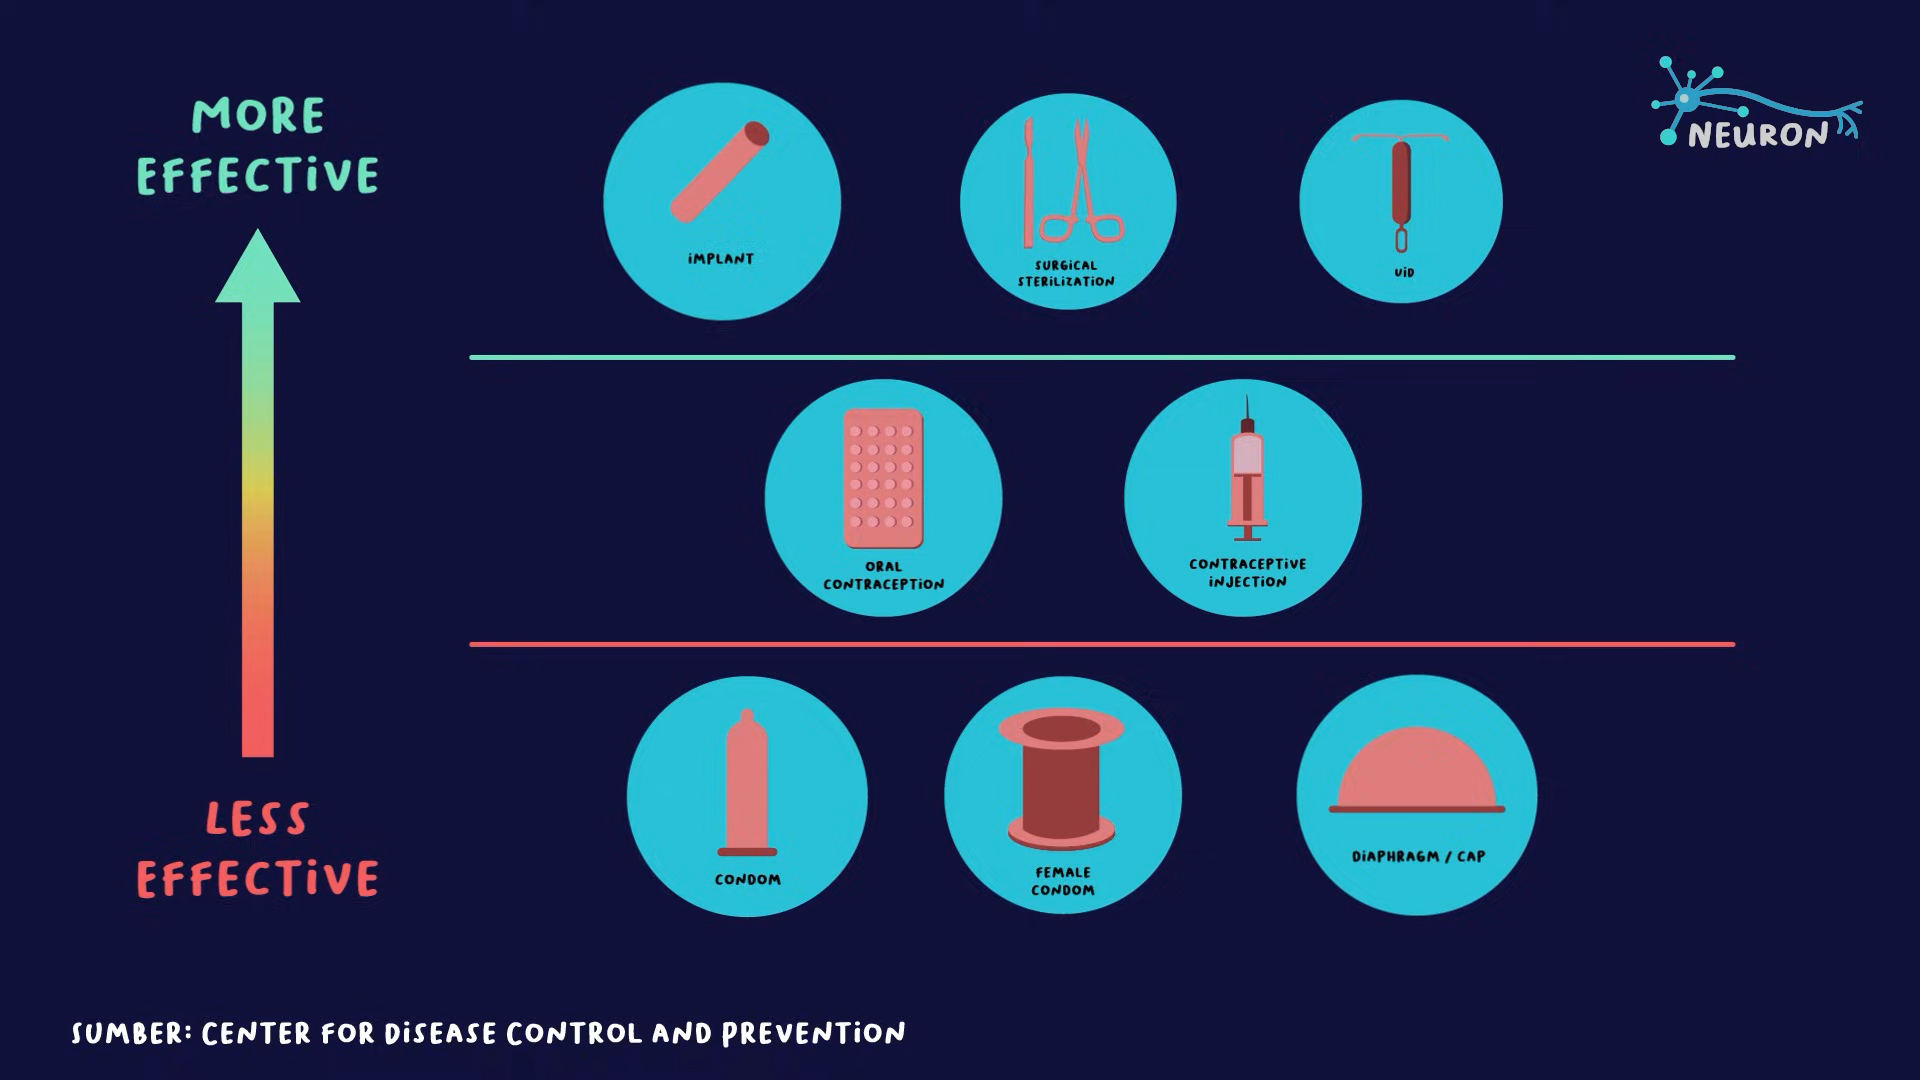 MORE
EFFECTiVE
NEURON
iMPLANT
SURGiCAL
STERiLiZATiON
UiD
ORAL
CONTRACEPTiON
CONTRACEPTiVE
iNJECTiON
LESS
EFFECTiVE
CONDOM
FEMALE
CONDOM
DiAPHRAGM / CAP
SUMBER: CENTER FOR DiSEASE CONTROL AND PREVENTiON